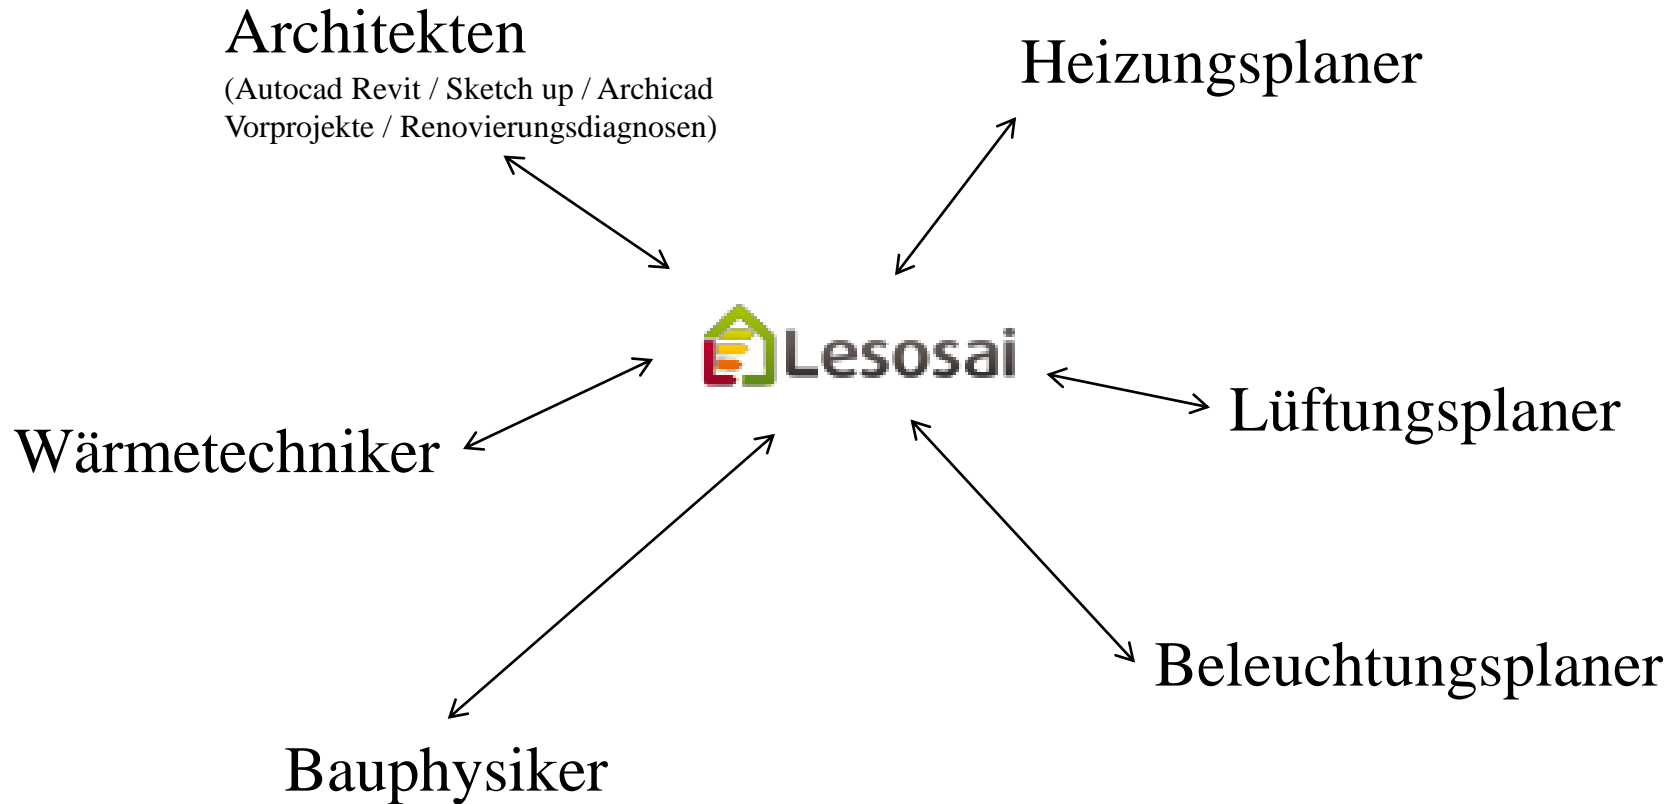 Architekten
(Autocad Revit / Sketch up / Archicad
Vorprojekte / Renovierungsdiagnosen)
Heizungsplaner
Lesosai
Lüftungsplaner
Wärmetechniker
Beleuchtungsplaner
Bauphysiker